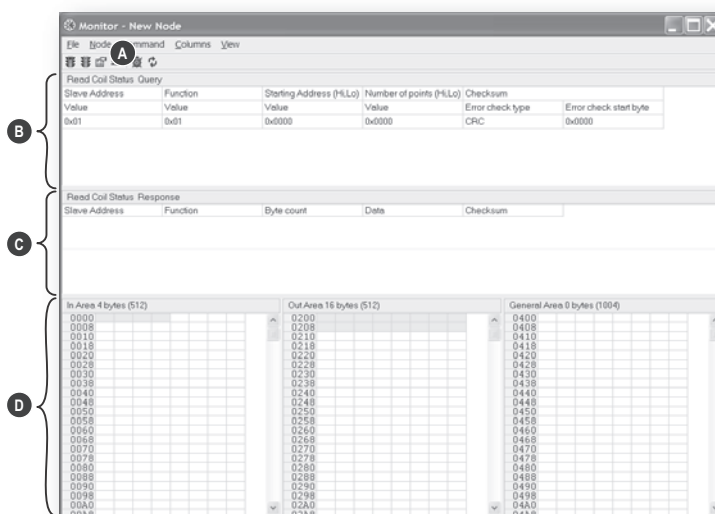 Monitor - New Node
File Node Command Columns View
A
Read Coil Status Query
Slave Address Function Starting Address (Hi,Lo) Number of points (Hi,Lo) Checksum
Value Value Value Value Error check type Error check start byte
0x01 0x01 0x0000 0x0000 CRC 0x0000
B
Read Coil Status Response
Slave Address Function Byte count Data Checksum
C
In Area 4 bytes (512) Out Area 16 bytes (512) General Area 0 bytes (1004)
0000 0200 0400
0008 0208 0408
0010 0210 0410
0018 0218 0418
0020 0220 0420
0028 0228 0428
0030 0230 0430
0038 0238 0438
0040 0240 0440
0048 0248 0448
0050 0250 0450
0058 0258 0458
0060 0260 0460
0068 0268 0468
0070 0270 0470
0078 0278 0478
0080 0280 0480
0088 0288 0488
0090 0290 0490
0098 0298 0498
00A0 02A0 04A0
D